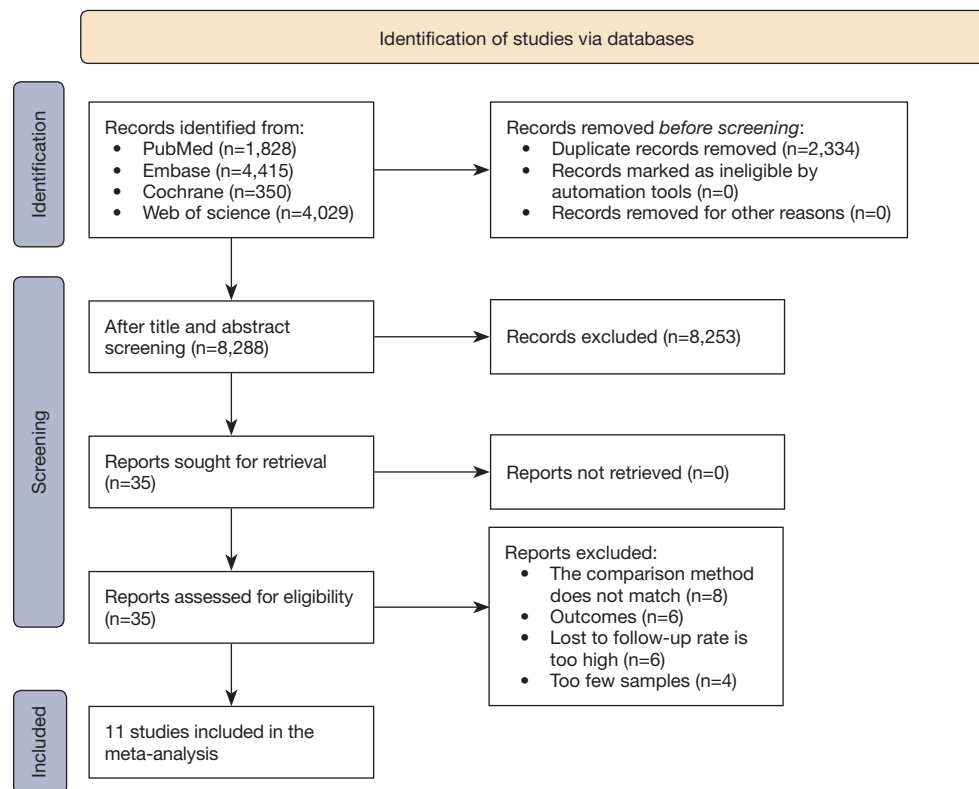 Identification of studies via databases
Identification
Records identified from:
• PubMed (n=1,828)
• Embase (n=4,415)
• Cochrane (n=350)
• Web of science (n=4,029)
Records removed before screening:
• Duplicate records removed (n=2,334)
• Records marked as ineligible by
automation tools (n=0)
• Records removed for other reasons (n=0)
Screening
After title and abstract
screening (n=8,288)
Records excluded (n=8,253)
Reports sought for retrieval
(n=35)
Reports not retrieved (n=0)
Reports assessed for eligibility
(n=35)
Reports excluded:
• The comparison method
does not match (n=8)
• Outcomes (n=6)
• Lost to follow-up rate is
too high (n=6)
• Too few samples (n=4)
Included
11 studies included in the
meta-analysis